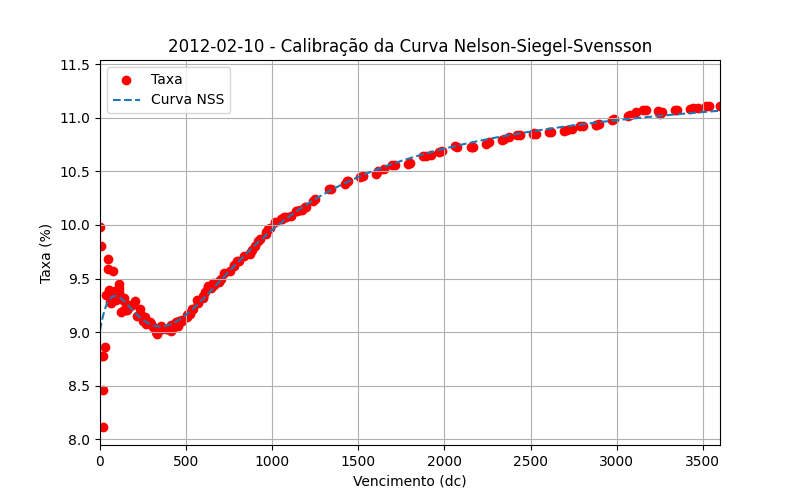 2012-02-10 - Calibração da Curva Nelson-Siegel-Svensson
Taxa
Curva NSS
Taxa (%)
11.5
11.0
10.5
10.0
9.5
9.0
8.5
8.0
0 500 1000 1500 2000 2500 3000 3500
Vencimento (dc)